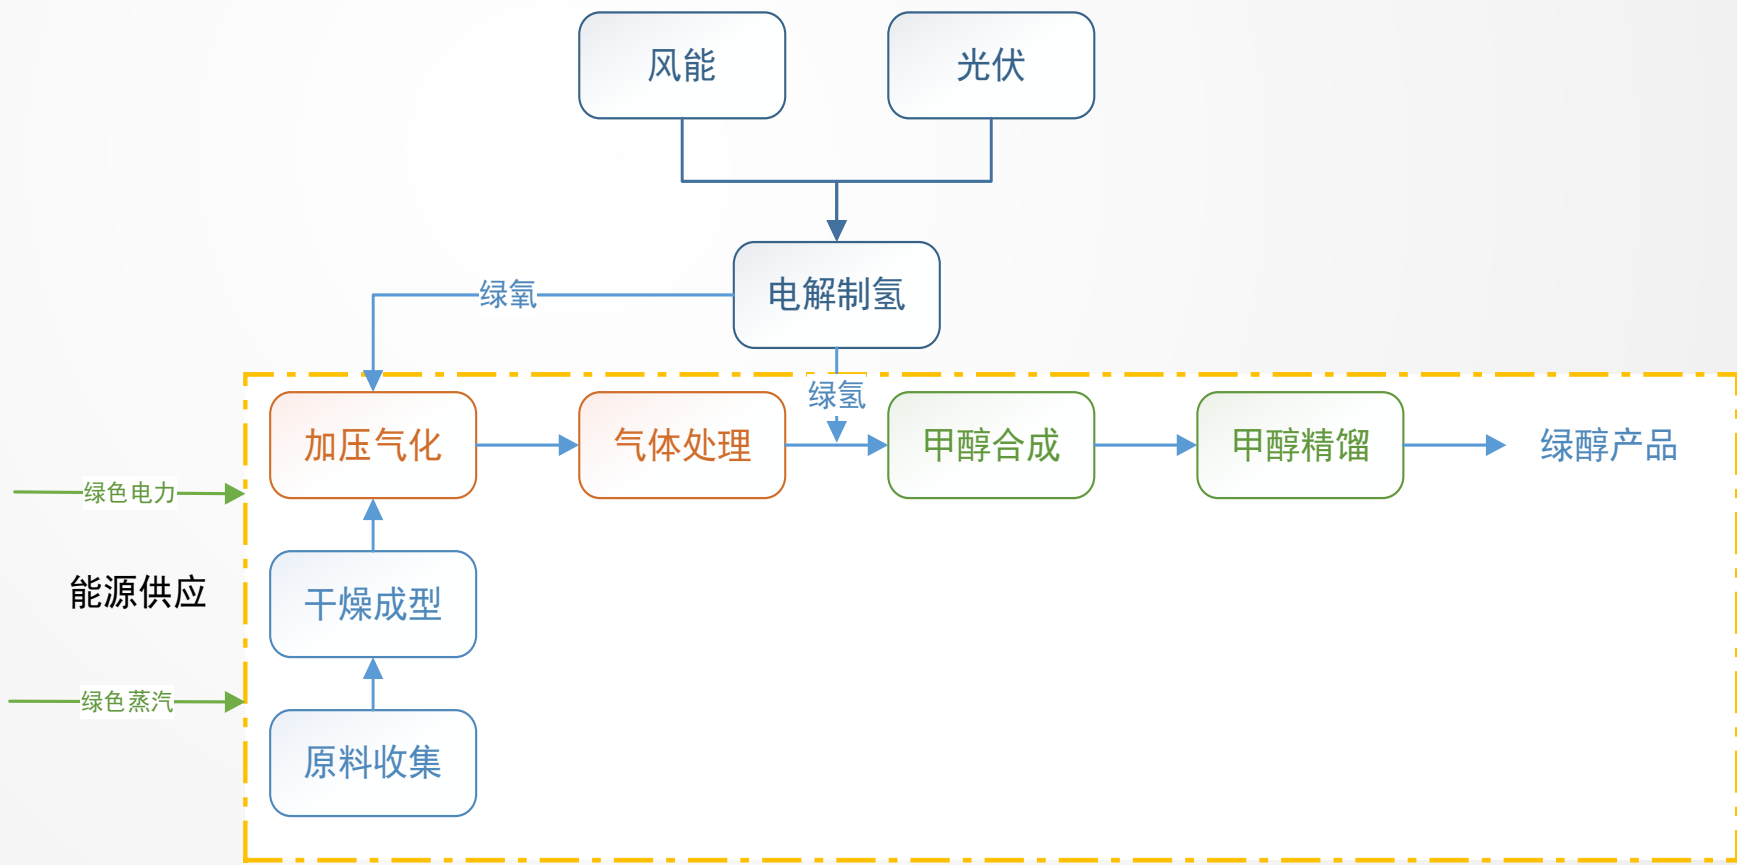 风能
光伏
电解制氢
绿氧
绿氢
加压气化
气体处理
甲醇合成
甲醇精馏
绿醇产品
绿色电力
能源供应
干燥成型
绿色蒸汽
原料收集